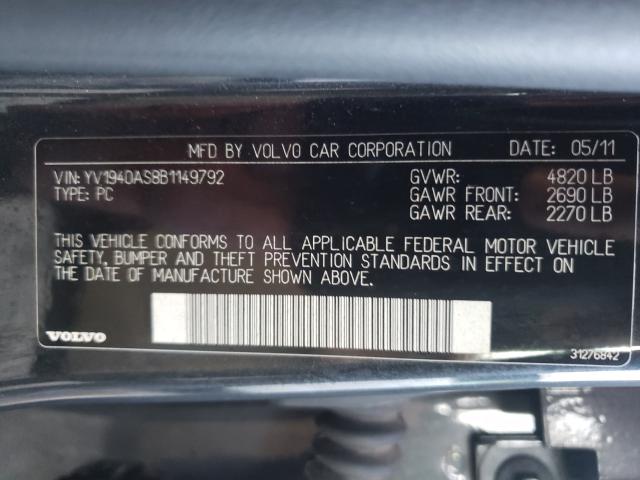 MFD BY VOLVO CAR CORPORATION DATE: 05/11
VIN: YV1940AS8B1149792 GVWR: 4820 LB
TYPE: PC GAWR FRONT: 2690 LB
GAWR REAR: 2270 LB
THIS VEHICLE CONFORMS TO ALL APPLICABLE FEDERAL MOTOR VEHICLE
SAFETY, BUMPER AND THEFT PREVENTION STANDARDS IN EFFECT ON
THE DATE OF MANUFACTURE SHOWN ABOVE.
VOLVO
31276842